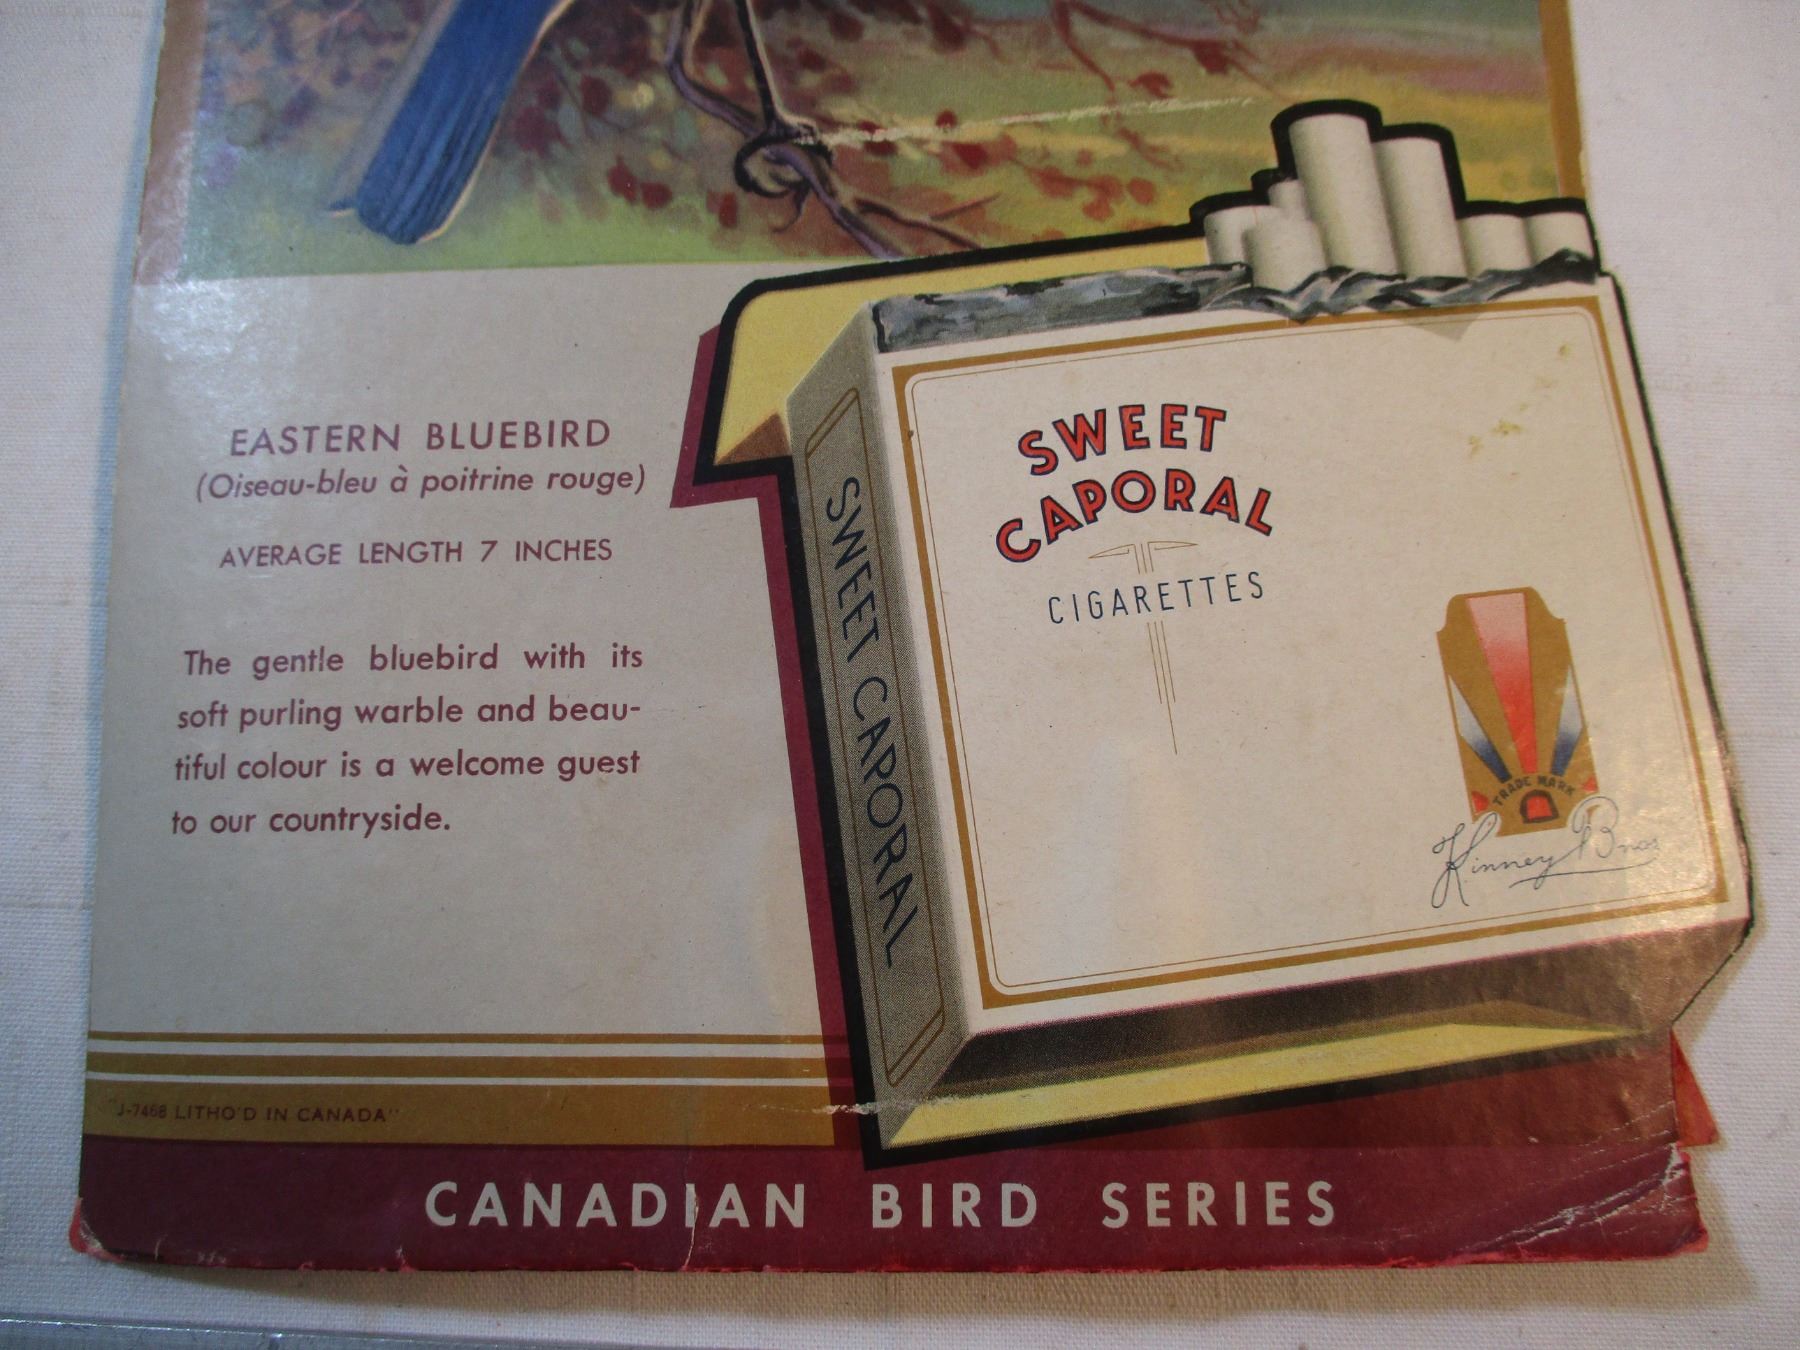 EASTERN BLUEBIRD
(Oiseau-bleu à poitrine rouge)
AVERAGE LENGTH 7 INCHES
The gentle bluebird with its
soft purling warble and beau-
tiful colour is a welcome guest
to our countryside.
SWEET
CAPORAL
CIGARETTES
SWEET CAPORAL
TRADE MARK
Kinney Bros
"J-7468 LITHO'D IN CANADA"
CANADIAN BIRD SERIES